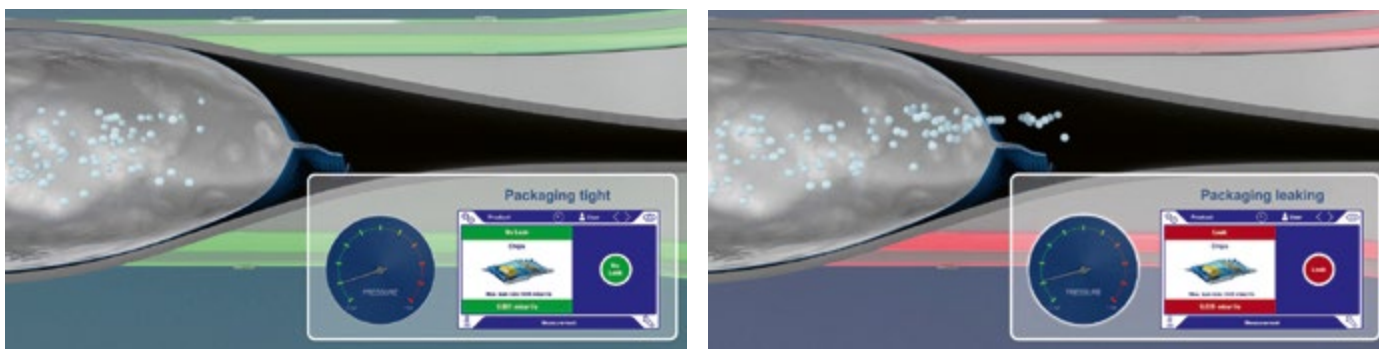 Packaging tight
Product
User
No Leak
Chips
No
Leak
PRESSURE
Measurement
Packaging leaking
Product
User
Leak
Chips
Leak
PRESSURE
Measurement